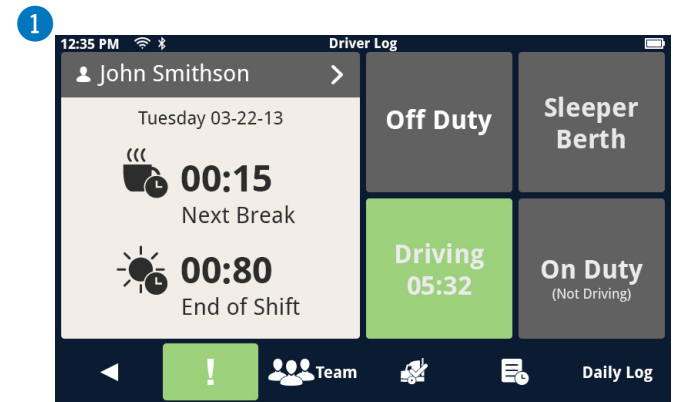 1
12:35 PM
Driver Log
John Smithson
Tuesday 03-22-13
00:15
Next Break
00:80
End of Shift
Off Duty
Sleeper
Berth
Driving
05:32
On Duty
(Not Driving)
!
Team
Daily Log